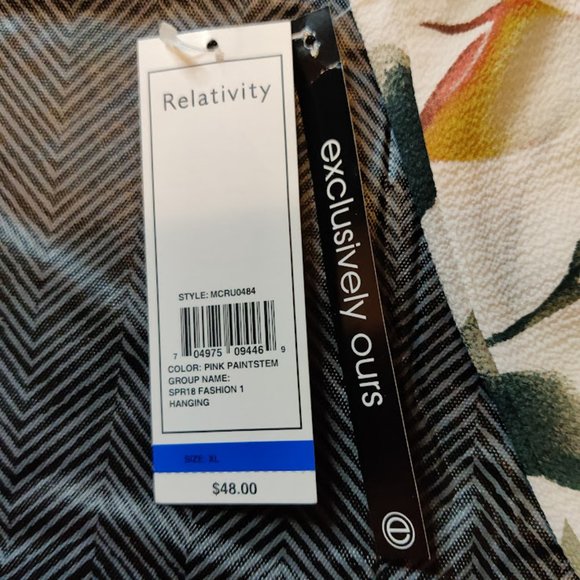 Relativity
STYLE: MCRU0484
7 04975 09446 9
COLOR: PINK PAINTSTEM
GROUP NAME:
SPR18 FASHION 1
HANGING
SIZE: XL
$48.00
exclusively ours
e